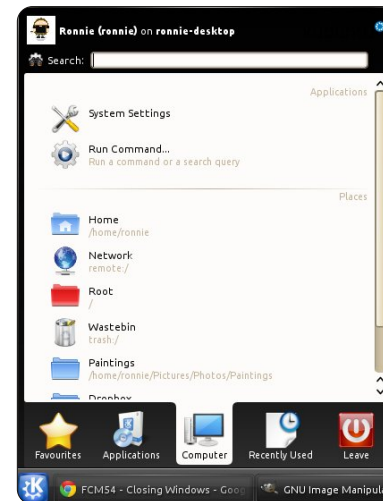 Ronnie (ronnie) on ronnie-desktop
Search:
Applications
System Settings
Run Command...
Run a command or a search query
Places
Home
/home/ronnie
Network
remote:/
Root
/
Wastebin
trash:/
Paintings
/home/ronnie/Pictures/Photos/Paintings
Dropbox
Favourites Applications Computer Recently Used Leave
FCM54 - Closing Windows - Goo GNU Image Manipul